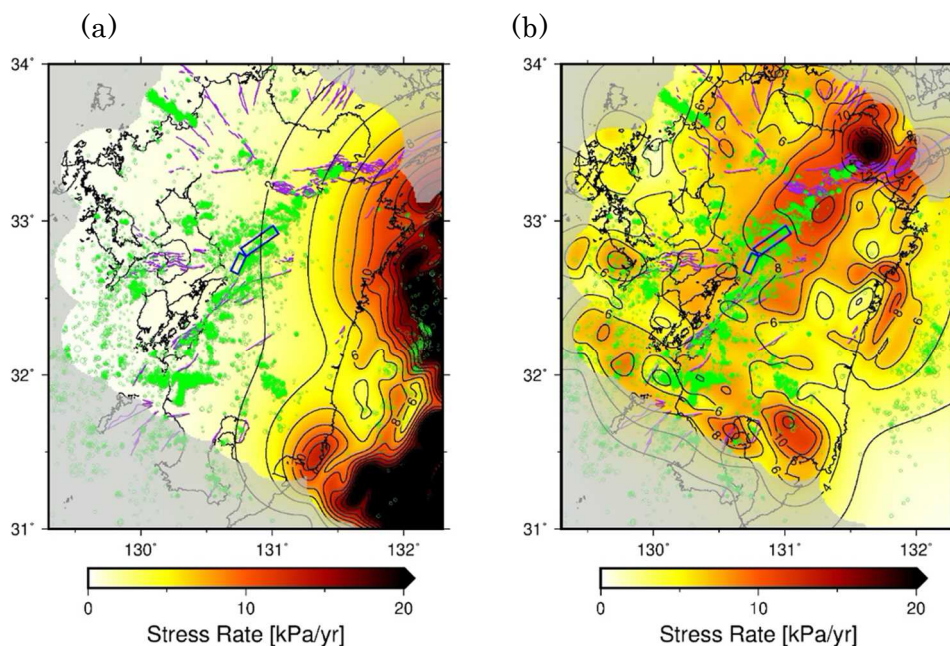 (a) (b)
34° 34°
33° 33°
32° 32°
31° 31°
130° 131° 132° 130° 131° 132°
0 10 20 0 10 20
Stress Rate [kPa/yr] Stress Rate [kPa/yr]